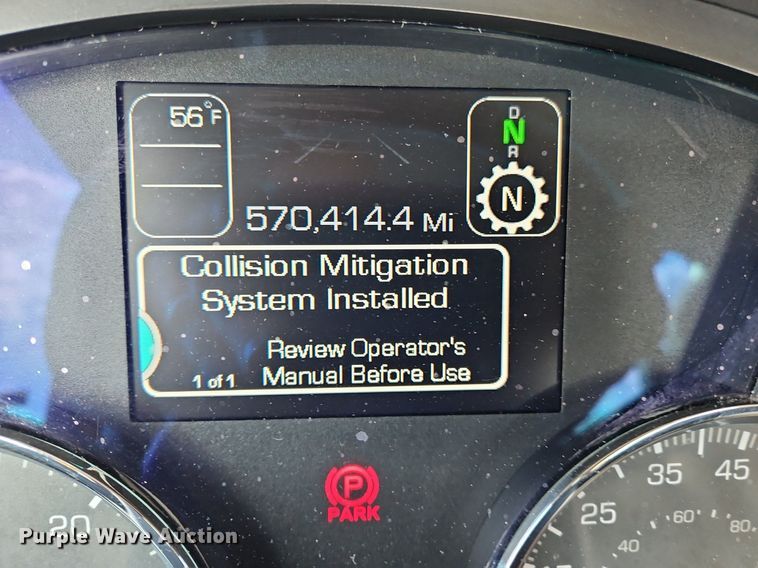 56°F
D
N
R
N
570,414.4 Mi
Collision Mitigation
System Installed
Review Operator's
1 of 1 Manual Before Use
P
PARK
20
25
35
45
40
60
80
Purple Wave Auction